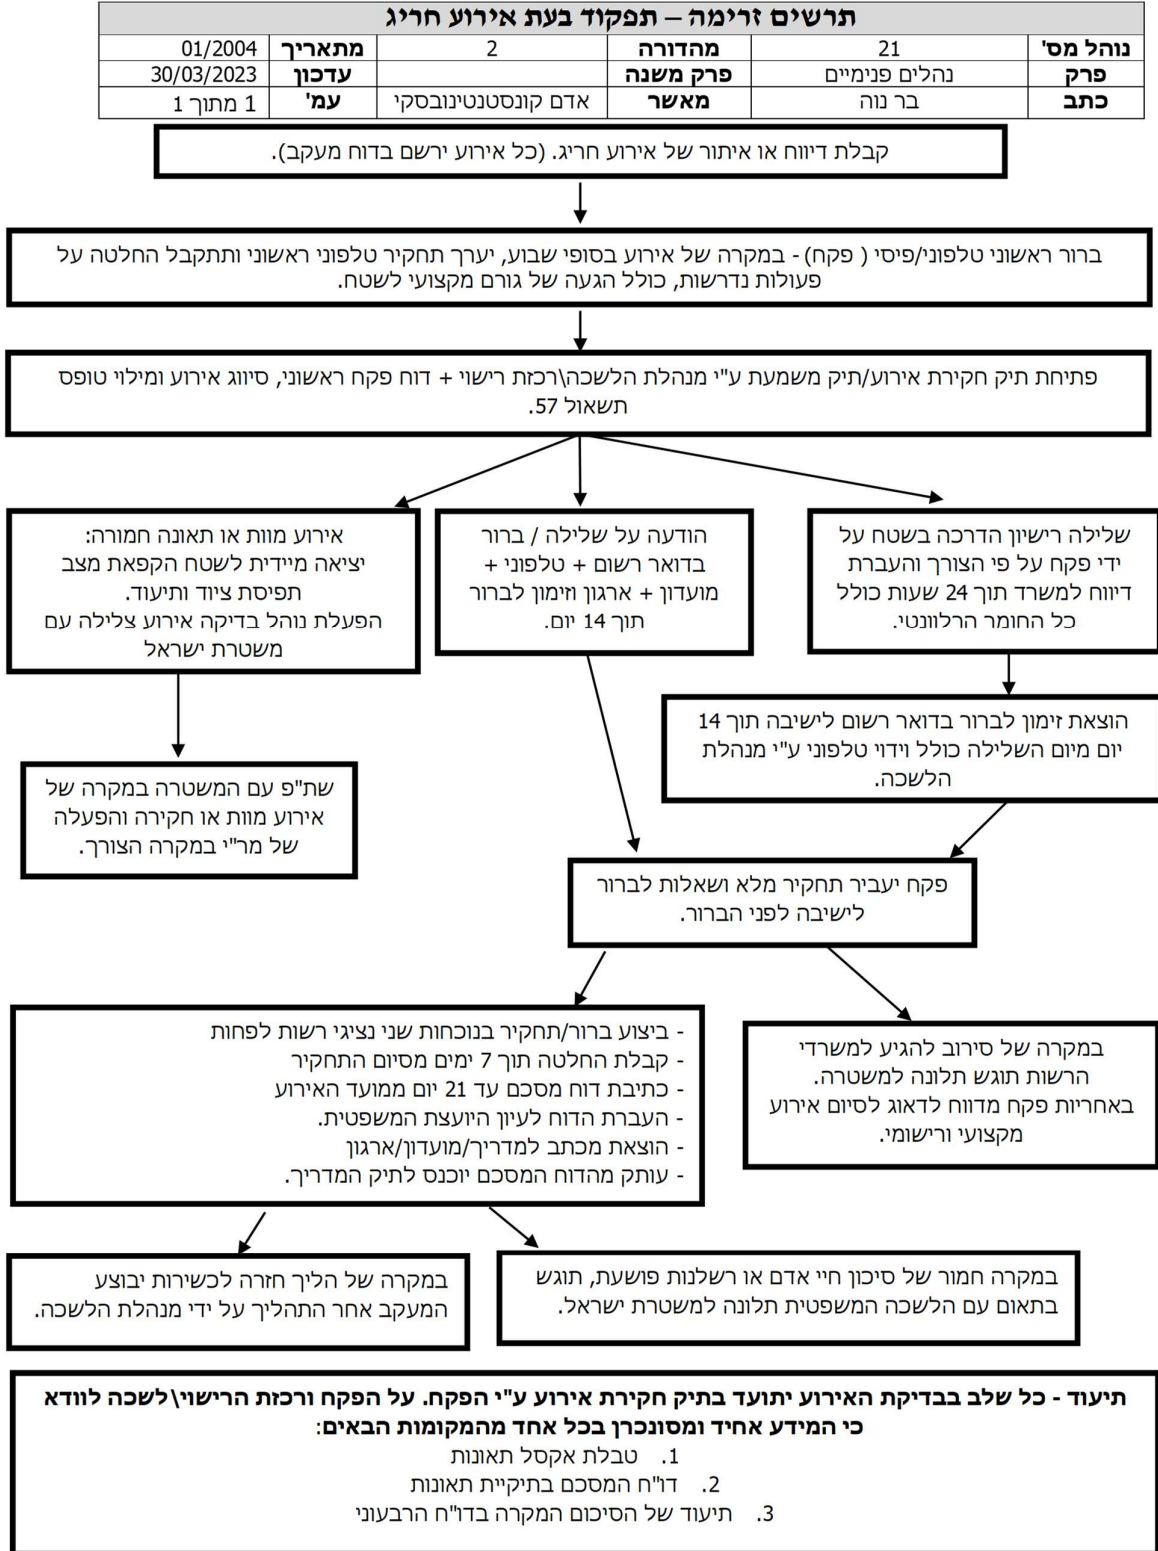 תרשים זרימה – תפקוד בעת אירוע חריג
נוהל מס' 21 מהדורה 2 מתאריך 01/2004
פרק נהלים פנימיים פרק משנה עדכון 30/03/2023
כתב בר נוה מאשר אדם קונסטנטינובסקי עמ' 1 מתוך 1
קבלת דיווח או איתור של אירוע חריג. (כל אירוע ירשם בדוח מעקב).
ברור ראשוני טלפוני/פיסי ( פקח) - במקרה של אירוע בסופי שבוע, יערך תחקיר טלפוני ראשוני ותתקבל החלטה על
פעולות נדרשות, כולל הגעה של גורם מקצועי לשטח.
פתיחת תיק חקירת אירוע/תיק משמעת ע"י מנהלת הלשכה\רכזת רישוי + דוח פקח ראשוני, סיווג אירוע ומילוי טופס
תשאול 57.
שלילה רישיון הדרכה בשטח על
ידי פקח על פי הצורך והעברת
דיווח למשרד תוך 24 שעות כולל
כל החומר הרלוונטי.
הודעה על שלילה / ברור
בדואר רשום + טלפוני +
מועדון + ארגון וזימון לברור
תוך 14 יום.
אירוע מוות או תאונה חמורה:
יציאה מיידית לשטח הקפאת מצב
תפיסת ציוד ותיעוד.
הפעלת נוהל בדיקה אירוע צלילה עם
משטרת ישראל
הוצאת זימון לברור בדואר רשום לישיבה תוך 14
יום מיום השלילה כולל וידוי טלפוני ע"י מנהלת
הלשכה.
שת"פ עם המשטרה במקרה של
אירוע מוות או חקירה והפעלה
של מר"י במקרה הצורך.
פקח יעביר תחקיר מלא ושאלות לברור
לישיבה לפני הברור.
במקרה של סירוב להגיע למשרדי
הרשות תוגש תלונה למשטרה.
באחריות פקח מדווח לדאוג לסיום אירוע
מקצועי ורישומי.
- ביצוע ברור/תחקיר בנוכחות שני נציגי רשות לפחות
- קבלת החלטה תוך 7 ימים מסיום התחקיר
- כתיבת דוח מסכם עד 21 יום ממועד האירוע
- העברת הדוח לעיון היועצת המשפטית.
- הוצאת מכתב למדריך/מועדון/ארגון
- עותק מהדוח המסכם יוכנס לתיק המדריך.
במקרה חמור של סיכון חיי אדם או רשלנות פושעת, תוגש
בתאום עם הלשכה המשפטית תלונה למשטרת ישראל.
במקרה של הליך חזרה לכשירות יבוצע
המעקב אחר התהליך על ידי מנהלת הלשכה.
תיעוד - כל שלב בבדיקת האירוע יתועד בתיק חקירת אירוע ע"י הפקח. על הפקח ורכזת הרישוי\לשכה לוודא
כי המידע אחיד ומסונכרן בכל אחד מהמקומות הבאים:
1. טבלת אקסל תאונות
2. דו"ח המסכם בתיקיית תאונות
3. תיעוד של הסיכום המקרה בדו"ח הרבעוני